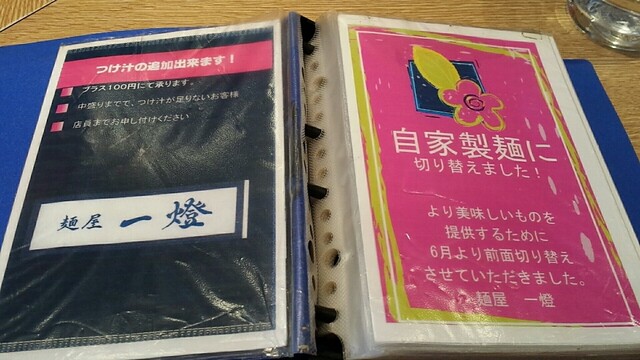 つけ汁の追加出来ます！
プラス100円にて承ります。
中盛りまでで、つけ汁が足りないお客様
店長までお申し付けください
麺屋 一燈
自家製麺に
切り替えました！
より美味しいものを
提供するために
6月より前面切り替え
させていただきました。
麺屋 一燈